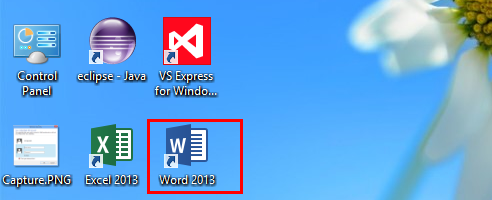 Control
Panel
eclipse - Java
VS Express
for Windo...
Capture.PNG
Excel 2013
Word 2013